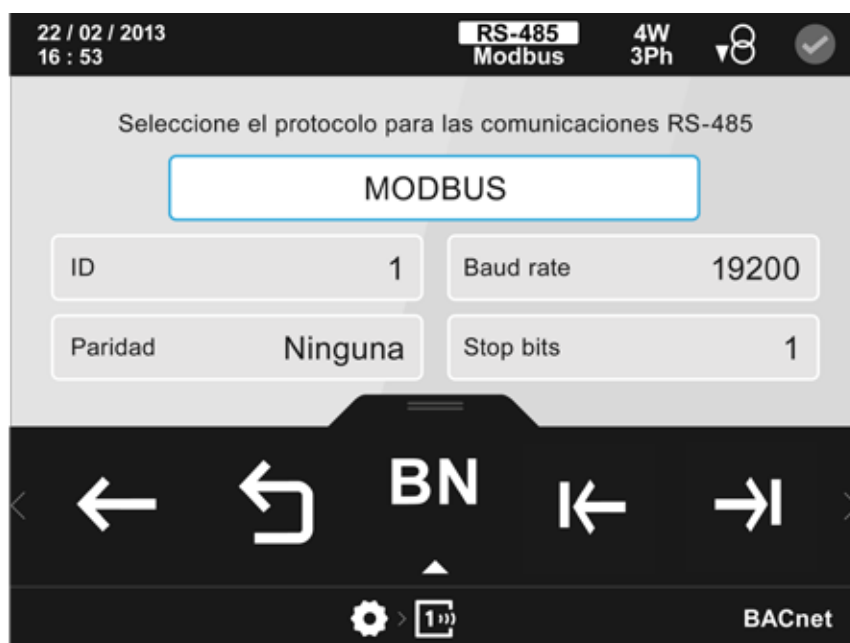 22 / 02 / 2013
16 : 53
RS-485
Modbus
4W
3Ph
Seleccione el protocolo para las comunicaciones RS-485
MODBUS
ID 1
Baud rate 19200
Paridad Ninguna
Stop bits 1
BN
1
BACnet